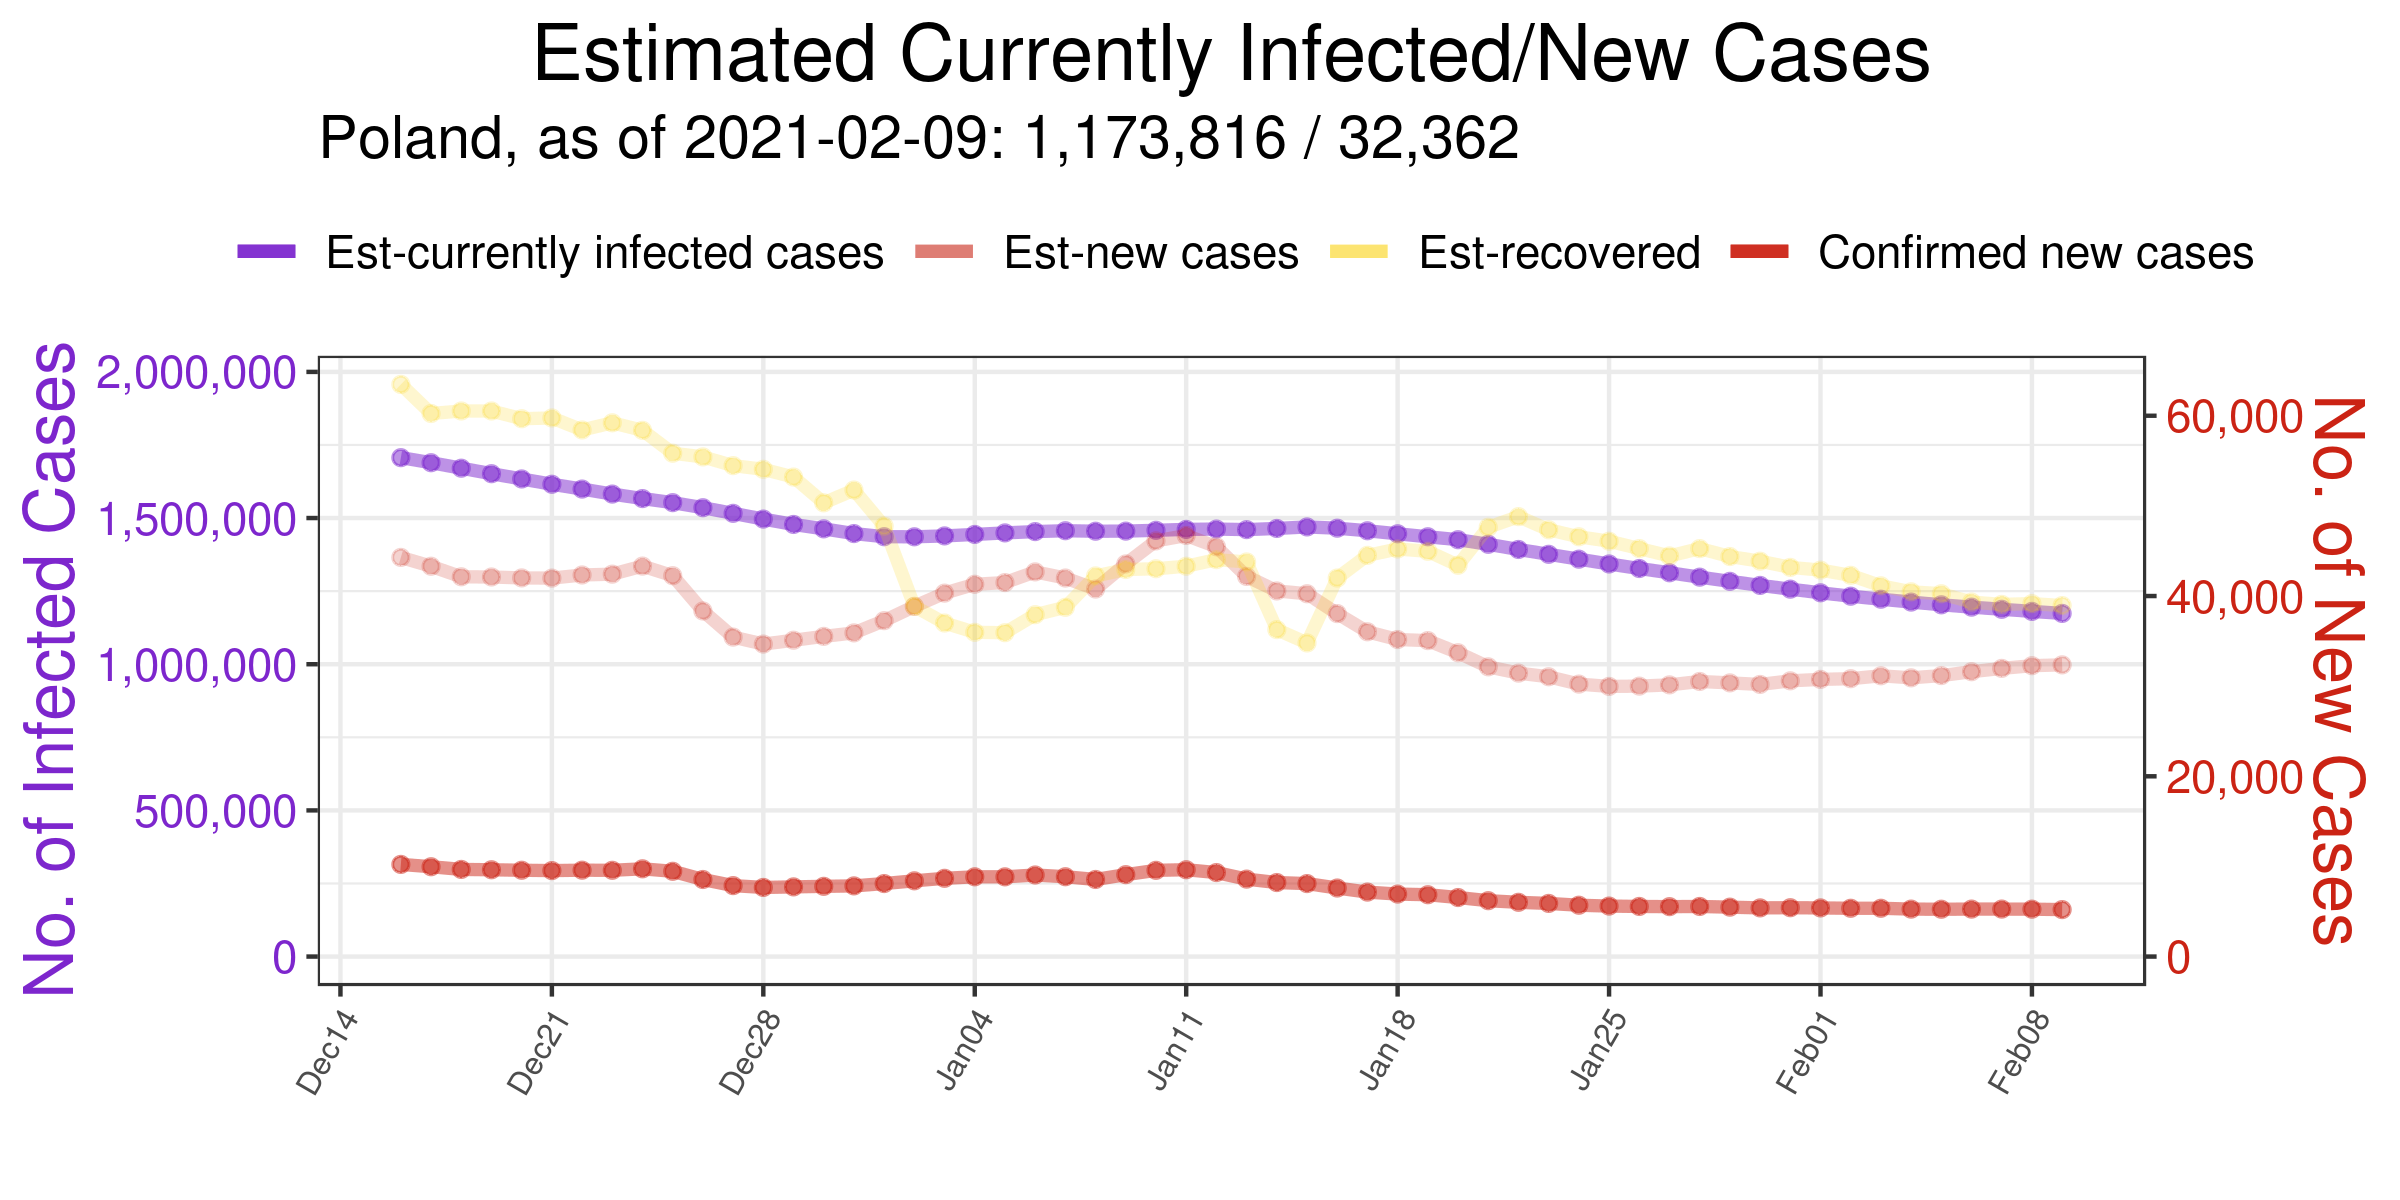 Estimated Currently Infected/New Cases
Poland, as of 2021-02-09: 1,173,816 / 32,362
Est-currently infected cases Est-new cases Est-recovered Confirmed new cases
No. of Infected Cases
2,000,000
1,500,000
1,000,000
500,000
0
60,000
40,000
20,000
0
No. of New Cases
Dec14 Dec21 Dec28 Jan04 Jan11 Jan18 Jan25 Feb01 Feb08